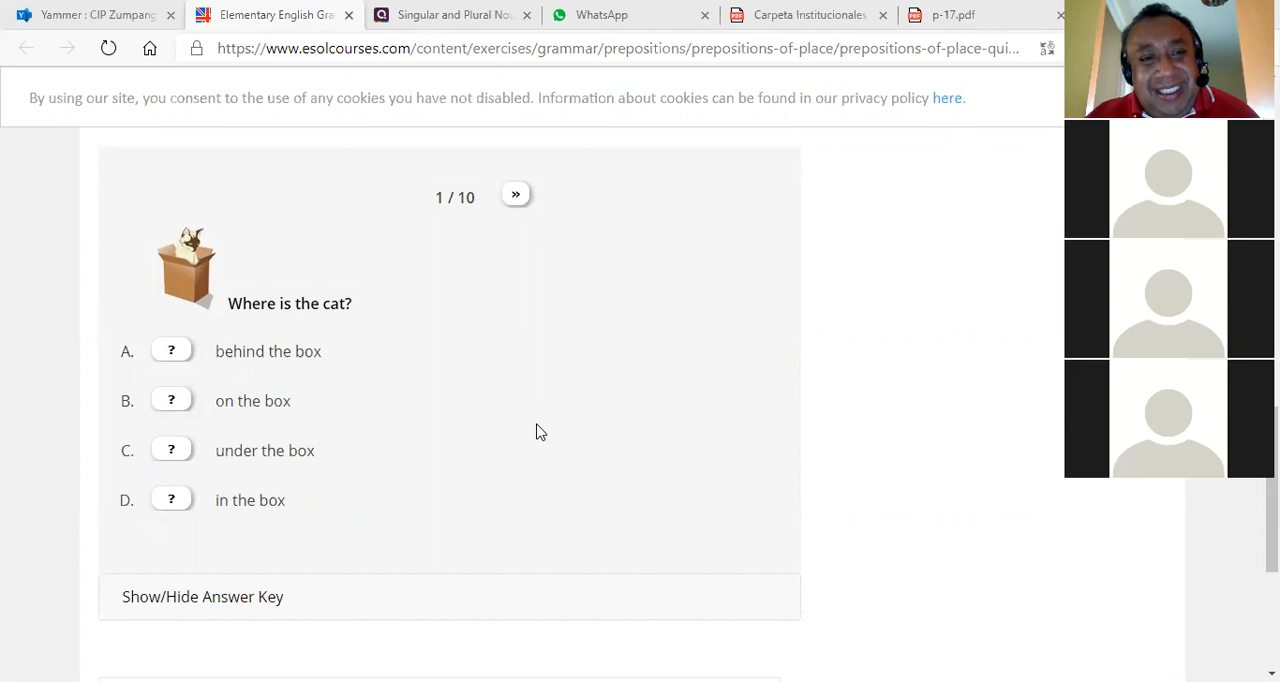 Yammer : CIP Zumpang
Elementary English Gra
Singular and Plural No
WhatsApp
Carpeta Institucionales
p-17.pdf
https://www.esolcourses.com/content/exercises/grammar/prepositions/prepositions-of-place/prepositions-of-place-qui...
By using our site, you consent to the use of any cookies you have not disabled. Information about cookies can be found in our privacy policy here.
1 / 10 »
Where is the cat?
A. ? behind the box
B. ? on the box
C. ? under the box
D. ? in the box
Show/Hide Answer Key